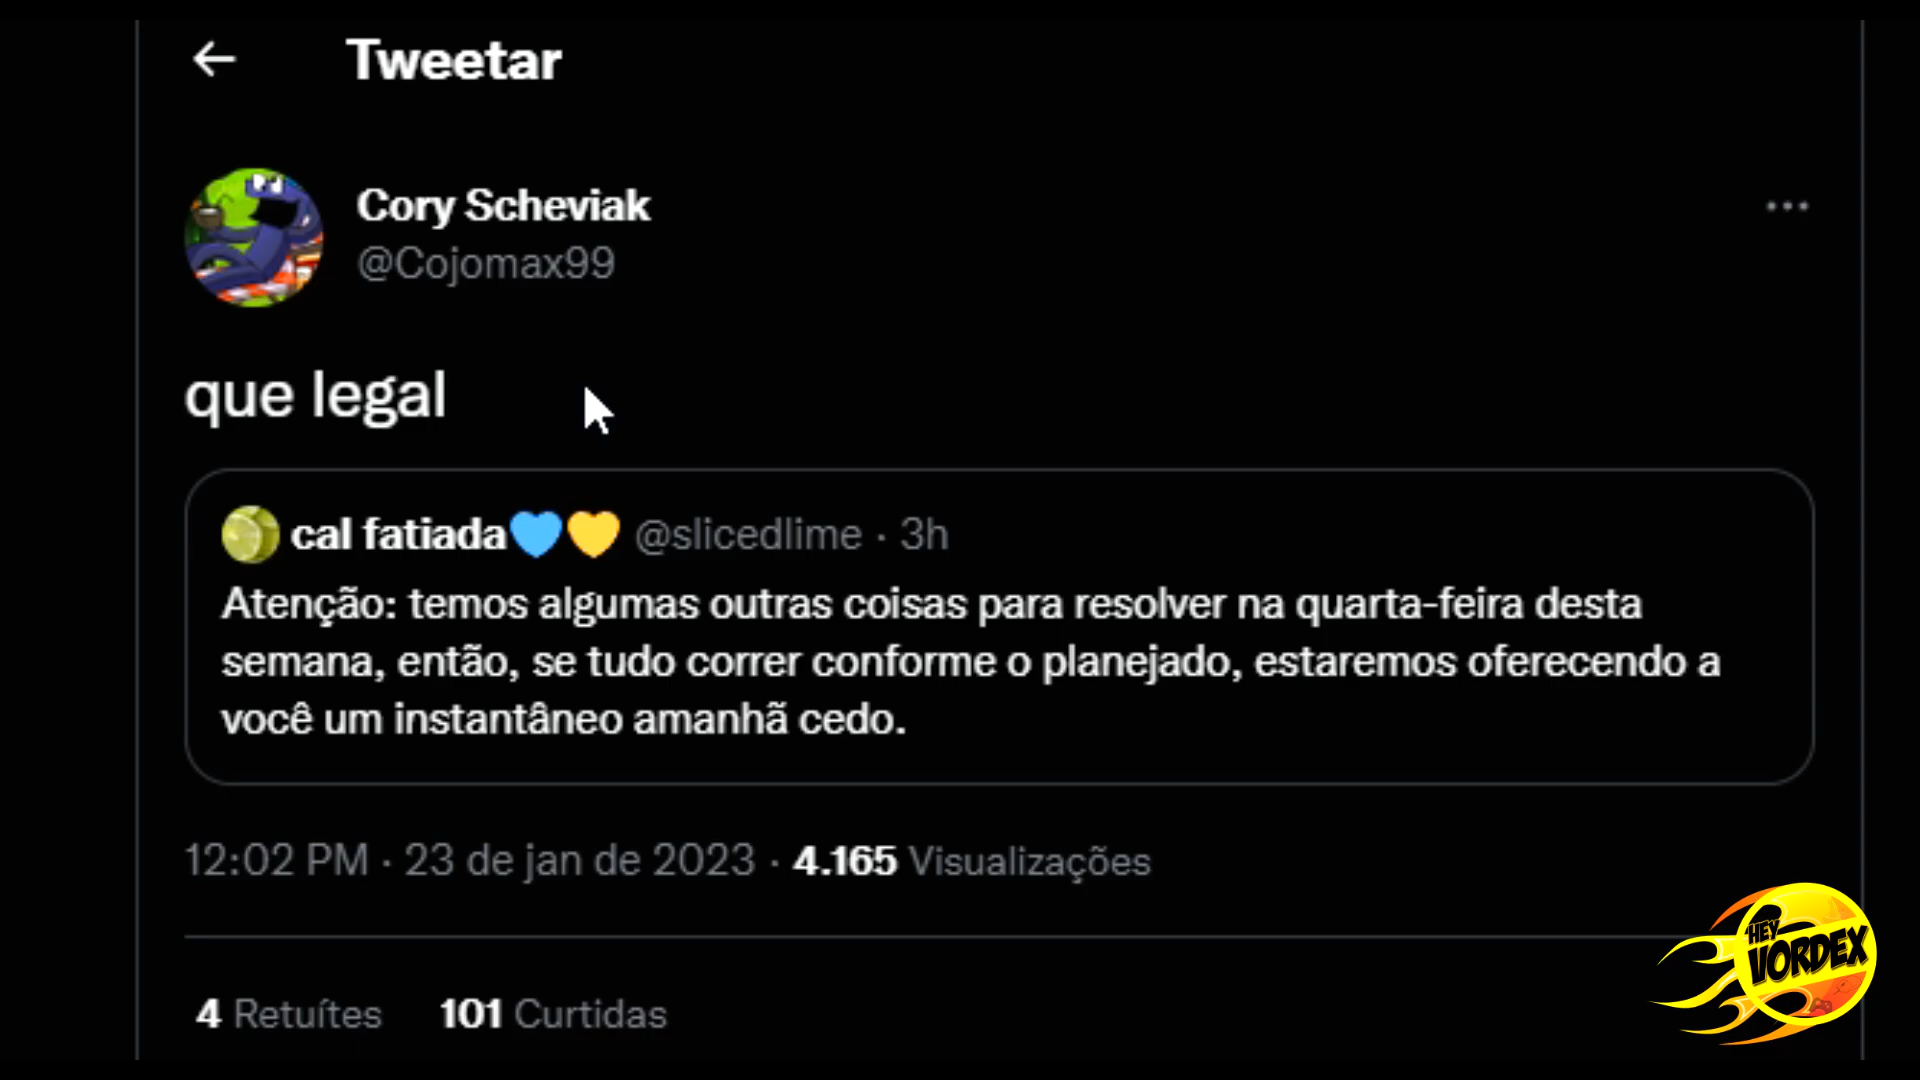 Tweetar
Cory Scheviak
@Cojomax99
que legal
cal fatiada💙💛 @slicedlime · 3h
Atenção: temos algumas outras coisas para resolver na quarta-feira desta
semana, então, se tudo correr conforme o planejado, estaremos oferecendo a
você um instantâneo amanhã cedo.
12:02 PM · 23 de jan de 2023 · 4.165 Visualizações
4 Retuítes 101 Curtidas
HEY
VORDEX